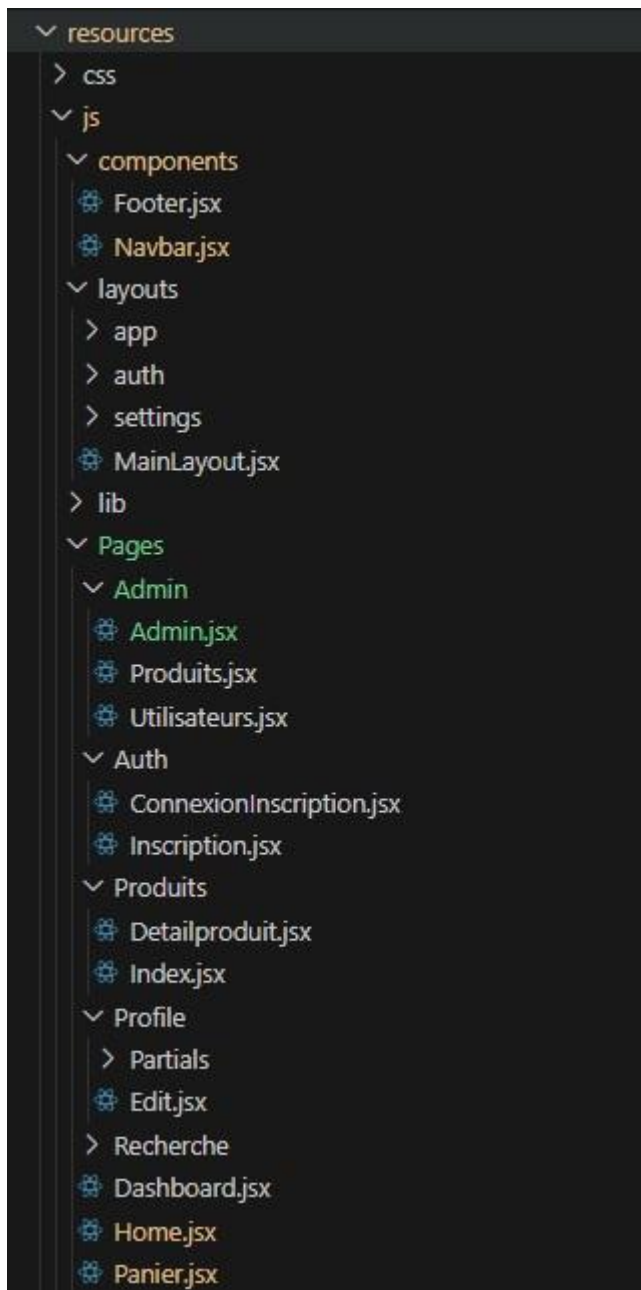 resources
css
js
components
Footer.jsx
Navbar.jsx
layouts
app
auth
settings
MainLayout.jsx
lib
Pages
Admin
Admin.jsx
Produits.jsx
Utilisateurs.jsx
Auth
ConnexionInscription.jsx
Inscription.jsx
Produits
Detailproduit.jsx
Index.jsx
Profile
Partials
Edit.jsx
Recherche
Dashboard.jsx
Home.jsx
Panier.jsx